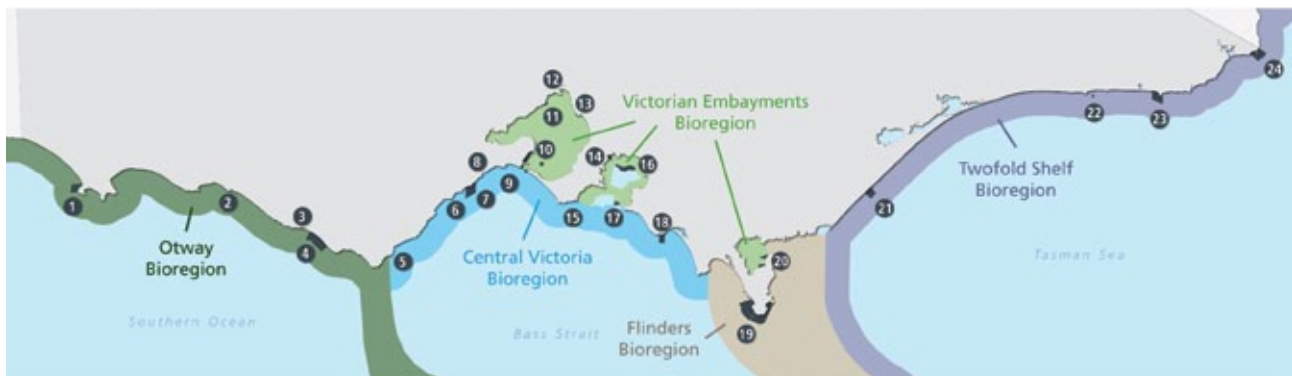 12
13
Victorian Embayments
Bioregion
11
10
14
16
8
9
7
6
1
2
3
4
5
15
17
18
20
19
21
22
23
24
Otway
Bioregion
Central Victoria
Bioregion
Flinders
Bioregion
Twofold Shelf
Bioregion
Southern Ocean
Bass Strait
Tasman Sea